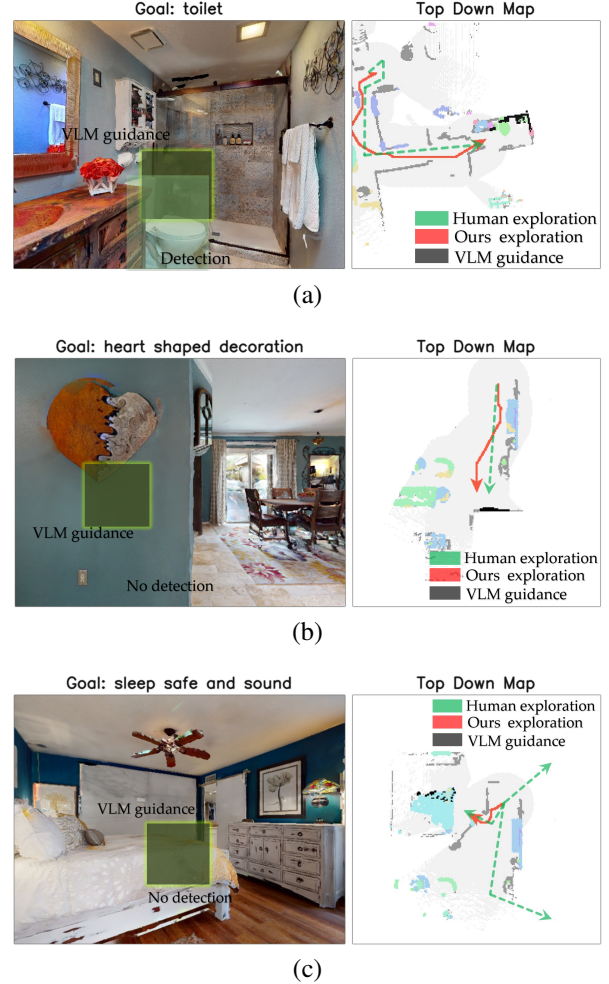 Goal: toilet
Top Down Map
VLM guidance
Detection
Human exploration
Ours exploration
VLM guidance
(a)
Goal: heart shaped decoration
Top Down Map
VLM guidance
No detection
Human exploration
Ours exploration
VLM guidance
(b)
Goal: sleep safe and sound
Top Down Map
Human exploration
Ours exploration
VLM guidance
VLM guidance
No detection
(c)